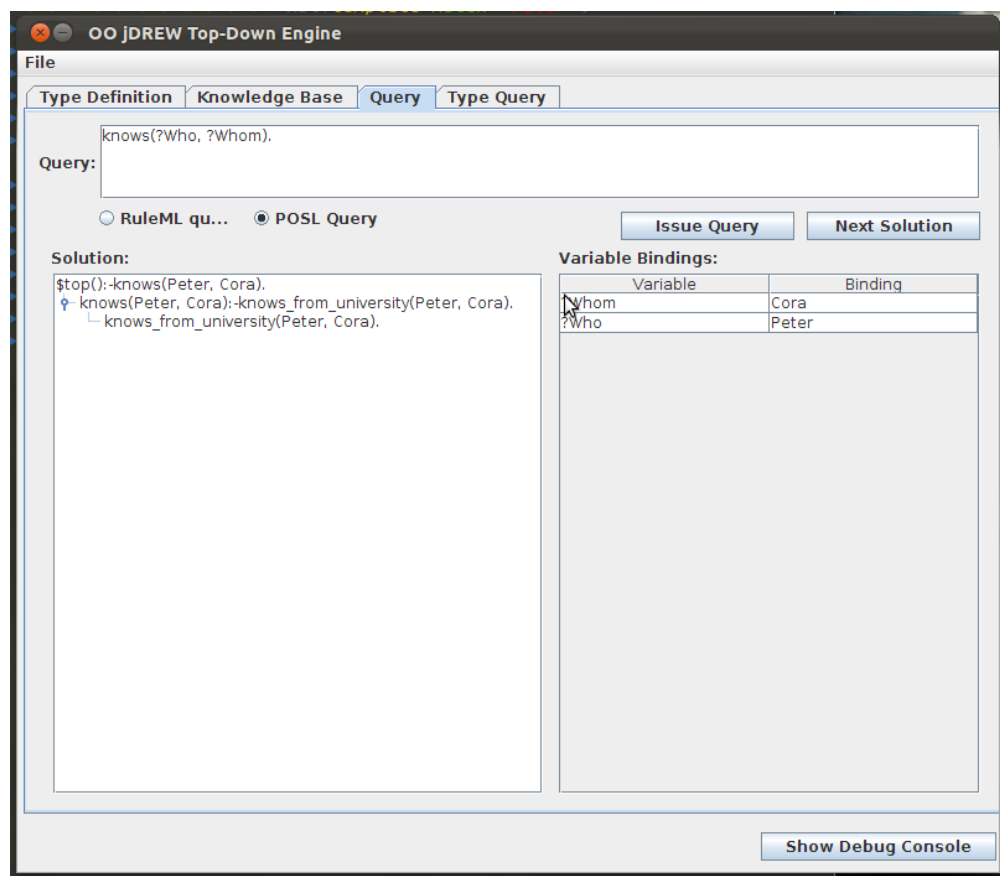 OO jDREW Top-Down Engine
File
Type Definition Knowledge Base Query Type Query
knows(?Who, ?Whom).
Query:
RuleML qu... POSL Query
Issue Query Next Solution
Solution: Variable Bindings:
$top():-knows(Peter, Cora). Variable Binding
knows(Peter, Cora):-knows_from_university(Peter, Cora). ?Whom Cora
knows_from_university(Peter, Cora). ?Who Peter
Show Debug Console